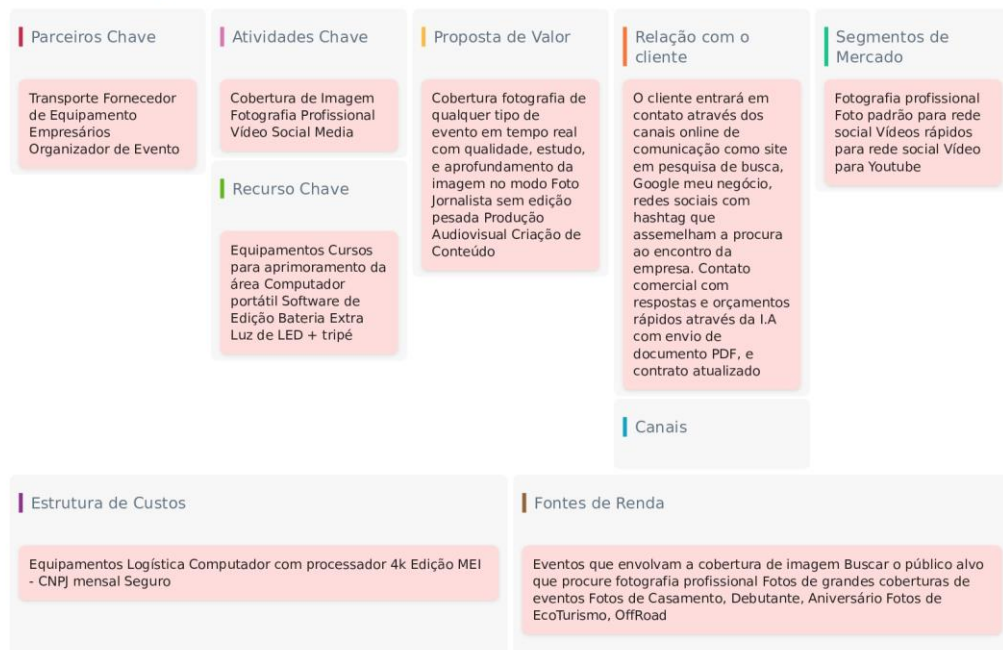 Parceiros Chave
Transporte Fornecedor
de Equipamento
Empresários
Organizador de Evento
Atividades Chave
Cobertura de Imagem
Fotografia Profissional
Vídeo Social Media
Recurso Chave
Equipamentos Cursos
para aprimoramento da
área Computador
portátil Software de
Edição Bateria Extra
Luz de LED + tripé
Proposta de Valor
Cobertura fotografia de
qualquer tipo de
evento em tempo real
com qualidade, estudo,
e aprofundamento da
imagem no modo Foto
Jornalista sem edição
pesada Produção
Audiovisual Criação de
Conteúdo
Relação com o
cliente
O cliente entrará em
contato através dos
canais online de
comunicação como site
em pesquisa de busca,
Google meu negócio,
redes sociais com
hashtag que
assemelham a procura
ao encontro da
empresa. Contato
comercial com
respostas e orçamentos
rápidos através da I.A
com envio de
documento PDF, e
contrato atualizado
Canais
Segmentos de
Mercado
Fotografia profissional
Foto padrão para rede
social Vídeos rápidos
para rede social Vídeo
para Youtube
Estrutura de Custos
Equipamentos Logística Computador com processador 4k Edição MEI
- CNPJ mensal Seguro
Fontes de Renda
Eventos que envolvam a cobertura de imagem Buscar o público alvo
que procure fotografia profissional Fotos de grandes coberturas de
eventos Fotos de Casamento, Debutante, Aniversário Fotos de
EcoTurismo, OffRoad